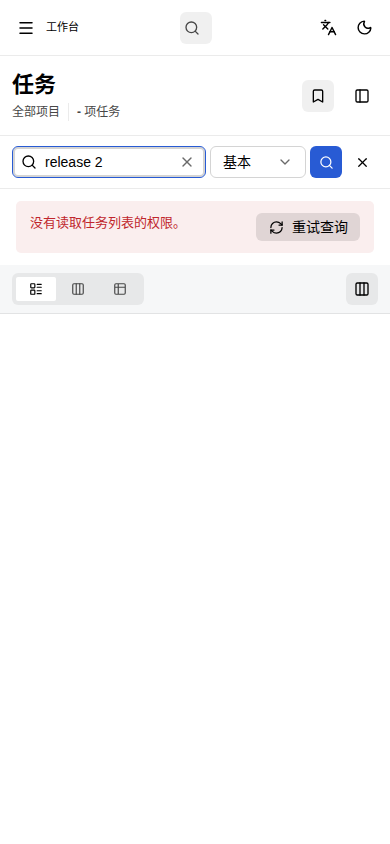 工作台
任务
全部项目
- 项任务
release 2
基本
没有读取任务列表的权限。
重试查询